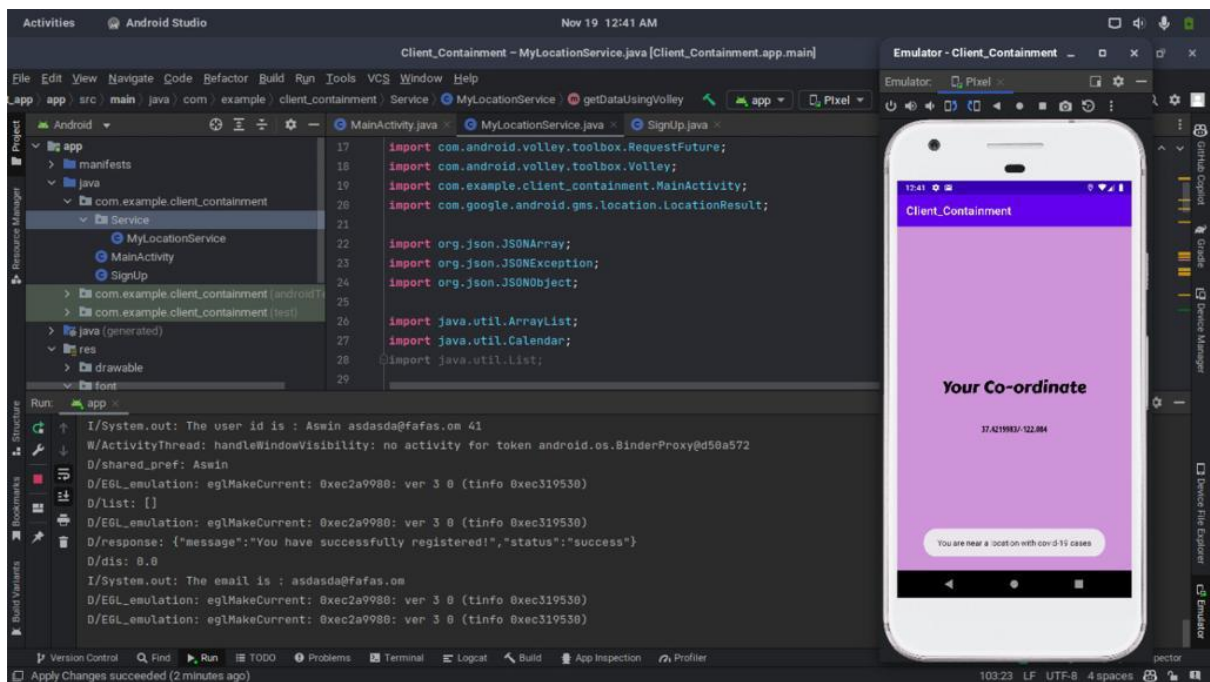 Activities Android Studio Nov 19 12:41 AM
Client_Containment – MyLocationService.java [Client_Containment.app.main]
Emulator - Client_Containment
File Edit View Navigate Code Refactor Build Run Tools VCS Window Help
Emulator: Pixel
app src main java com example client_containment Service MyLocationService getDataUsingVolley app Pixel
Android
MainActivity.java MyLocationService.java SignUp.java
app
manifests
java
com.example.client_containment
Service
MyLocationService
MainActivity
SignUp
com.example.client_containment
com.example.client_containment (test)
java (generated)
res
drawable
font
17 import com.android.volley.toolbox.RequestFuture;
18 import com.android.volley.toolbox.Volley;
19 import com.example.client_containment.MainActivity;
20 import com.google.android.gms.location.LocationResult;
21
22 import org.json.JSONArray;
23 import org.json.JSONException;
24 import org.json.JSONObject;
25
26 import java.util.ArrayList;
27 import java.util.Calendar;
28 import java.util.List;
29
Run: app
I/System.out: The user id is : Aswin asdasda@fafas.om 41
W/ActivityThread: handleWindowVisibility: no activity for token android.os.BinderProxy@d50a572
D/shared_pref: Aswin
D/EGL_emulation: eglMakeCurrent: 0xec2a9980: ver 3 0 (tinfo 0xec319530)
D/list: []
D/EGL_emulation: eglMakeCurrent: 0xec2a9980: ver 3 0 (tinfo 0xec319530)
D/response: {"message":"You have successfully registered!","status":"success"}
D/dis: 0.0
I/System.out: The email is : asdasda@fafas.om
D/EGL_emulation: eglMakeCurrent: 0xec2a9980: ver 3 0 (tinfo 0xec319530)
D/EGL_emulation: eglMakeCurrent: 0xec2a9980: ver 3 0 (tinfo 0xec319530)
Version Control Find Run TODO Problems Terminal Logcat Build App Inspection Profiler
Apply Changes succeeded (2 minutes ago)
103:23 LF UTF-8 4 spaces
Project
Resource Manager
Structure
Bookmarks
Build Variants
12:41
Client_Containment
Your Co-ordinate
37.4219983/-122.084
You are near a location with covid-19 cases
GitHub Copilot
Gradle
Device Manager
Device File Explorer
Emulator